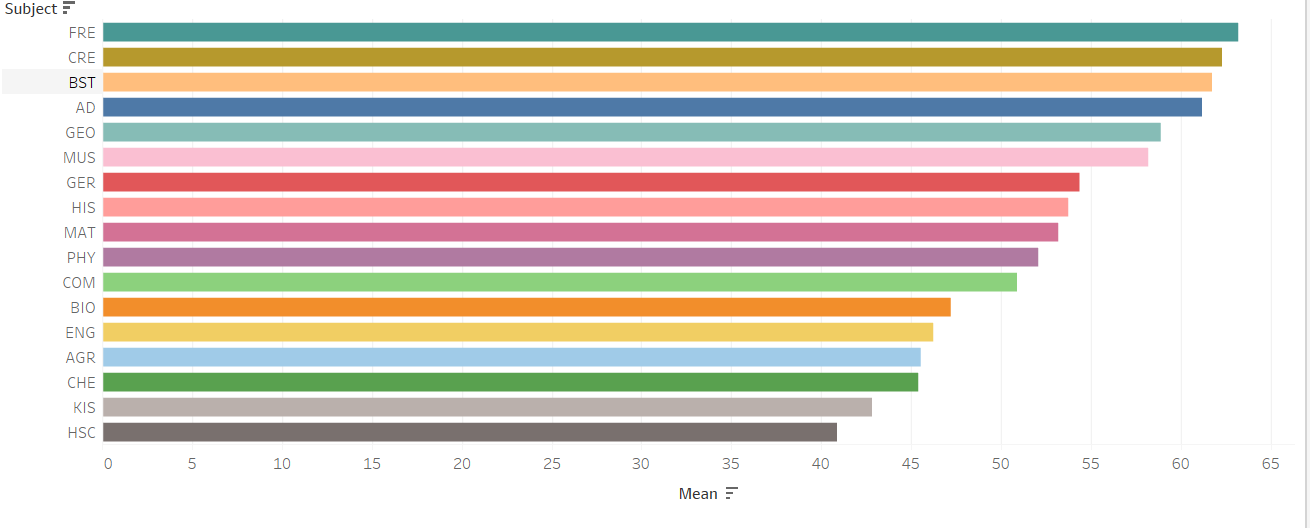 Subject
FRE
CRE
BST
AD
GEO
MUS
GER
HIS
MAT
PHY
COM
BIO
ENG
AGR
CHE
KIS
HSC
0 5 10 15 20 25 30 35 40 45 50 55 60 65
Mean